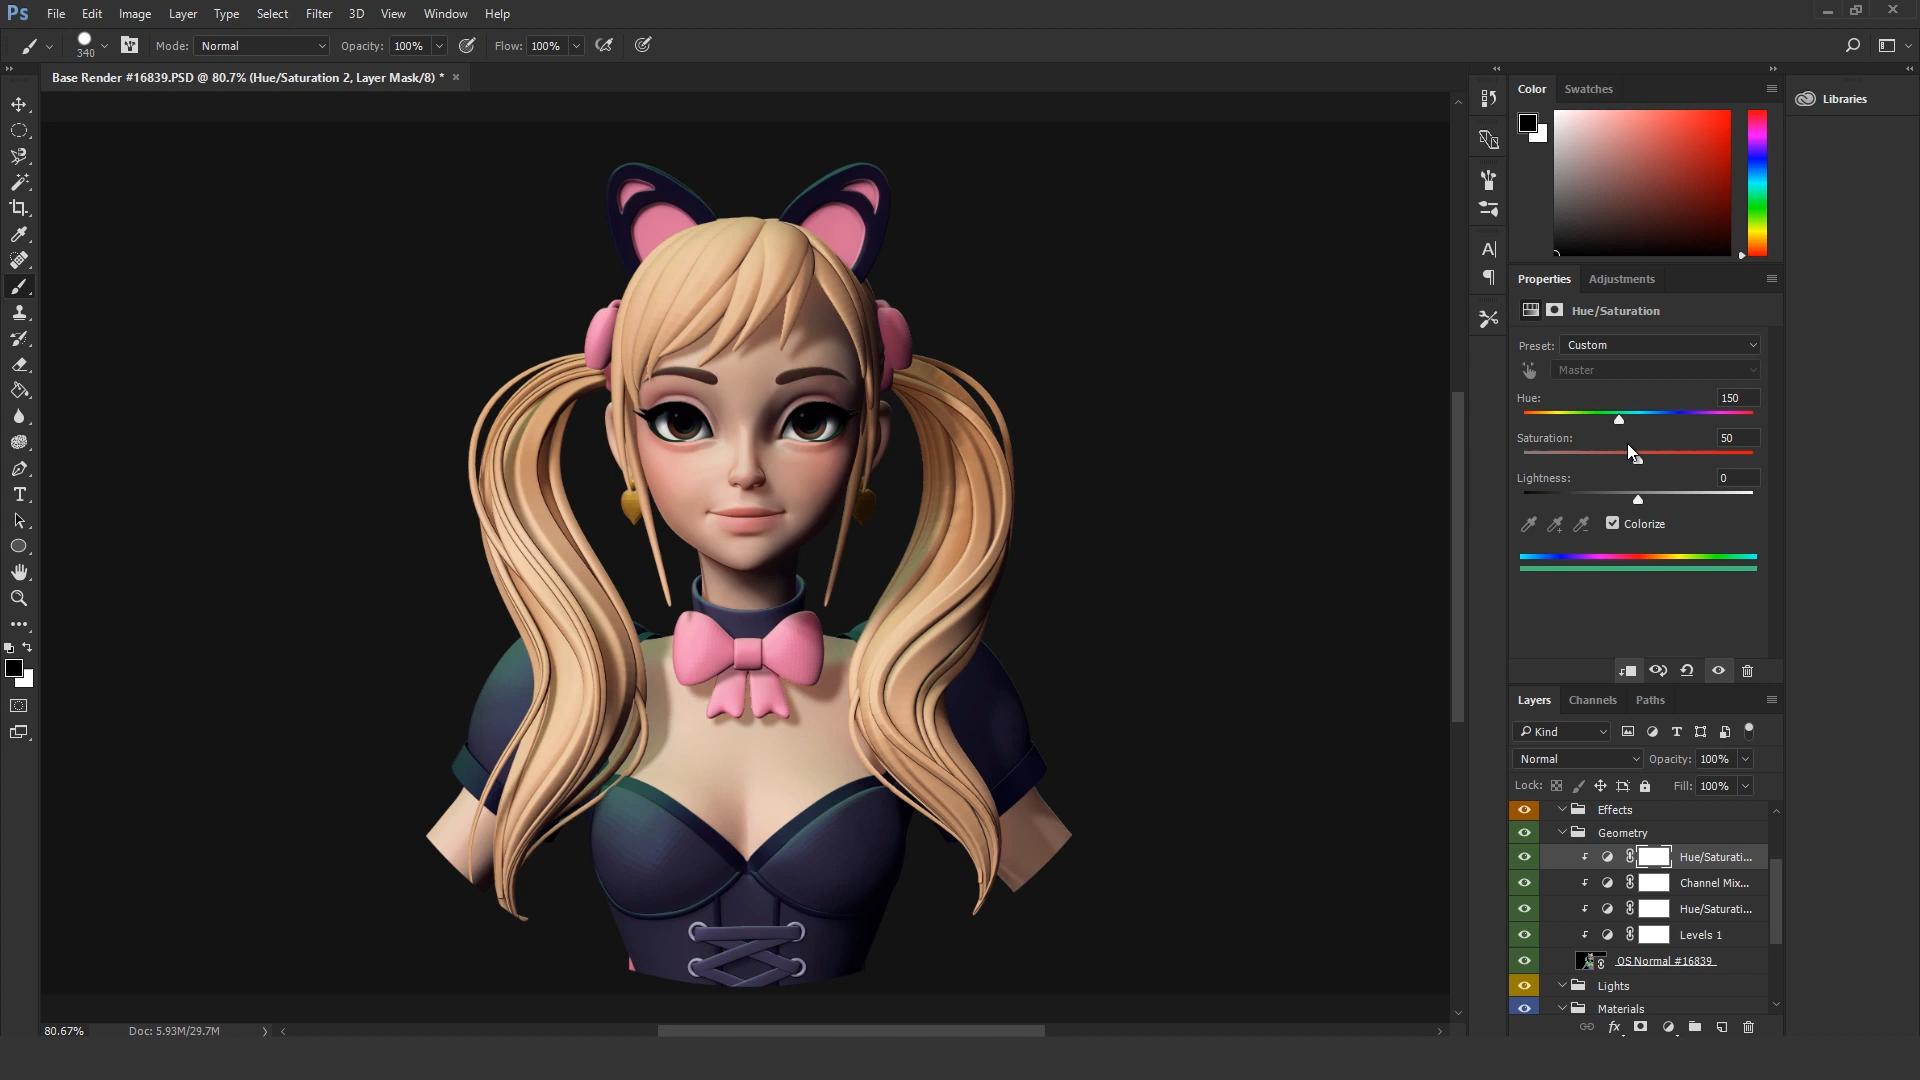 Ps File Edit Image Layer Type Select Filter 3D View Window Help
340 Mode: Normal Opacity: 100% Flow: 100%
Base Render #16839.PSD @ 80.7% (Hue/Saturation 2, Layer Mask/8) *
Color Swatches
Libraries
Properties Adjustments
Hue/Saturation
Preset: Custom
Master
Hue: 150
Saturation: 50
Lightness: 0
Colorize
Layers Channels Paths
Kind
Normal Opacity: 100%
Lock: Fill: 100%
Effects
Geometry
Hue/Saturati...
Channel Mix...
Hue/Saturati...
Levels 1
OS Normal #16839
Lights
Materials
fx
80.67% Doc: 5.93M/29.7M